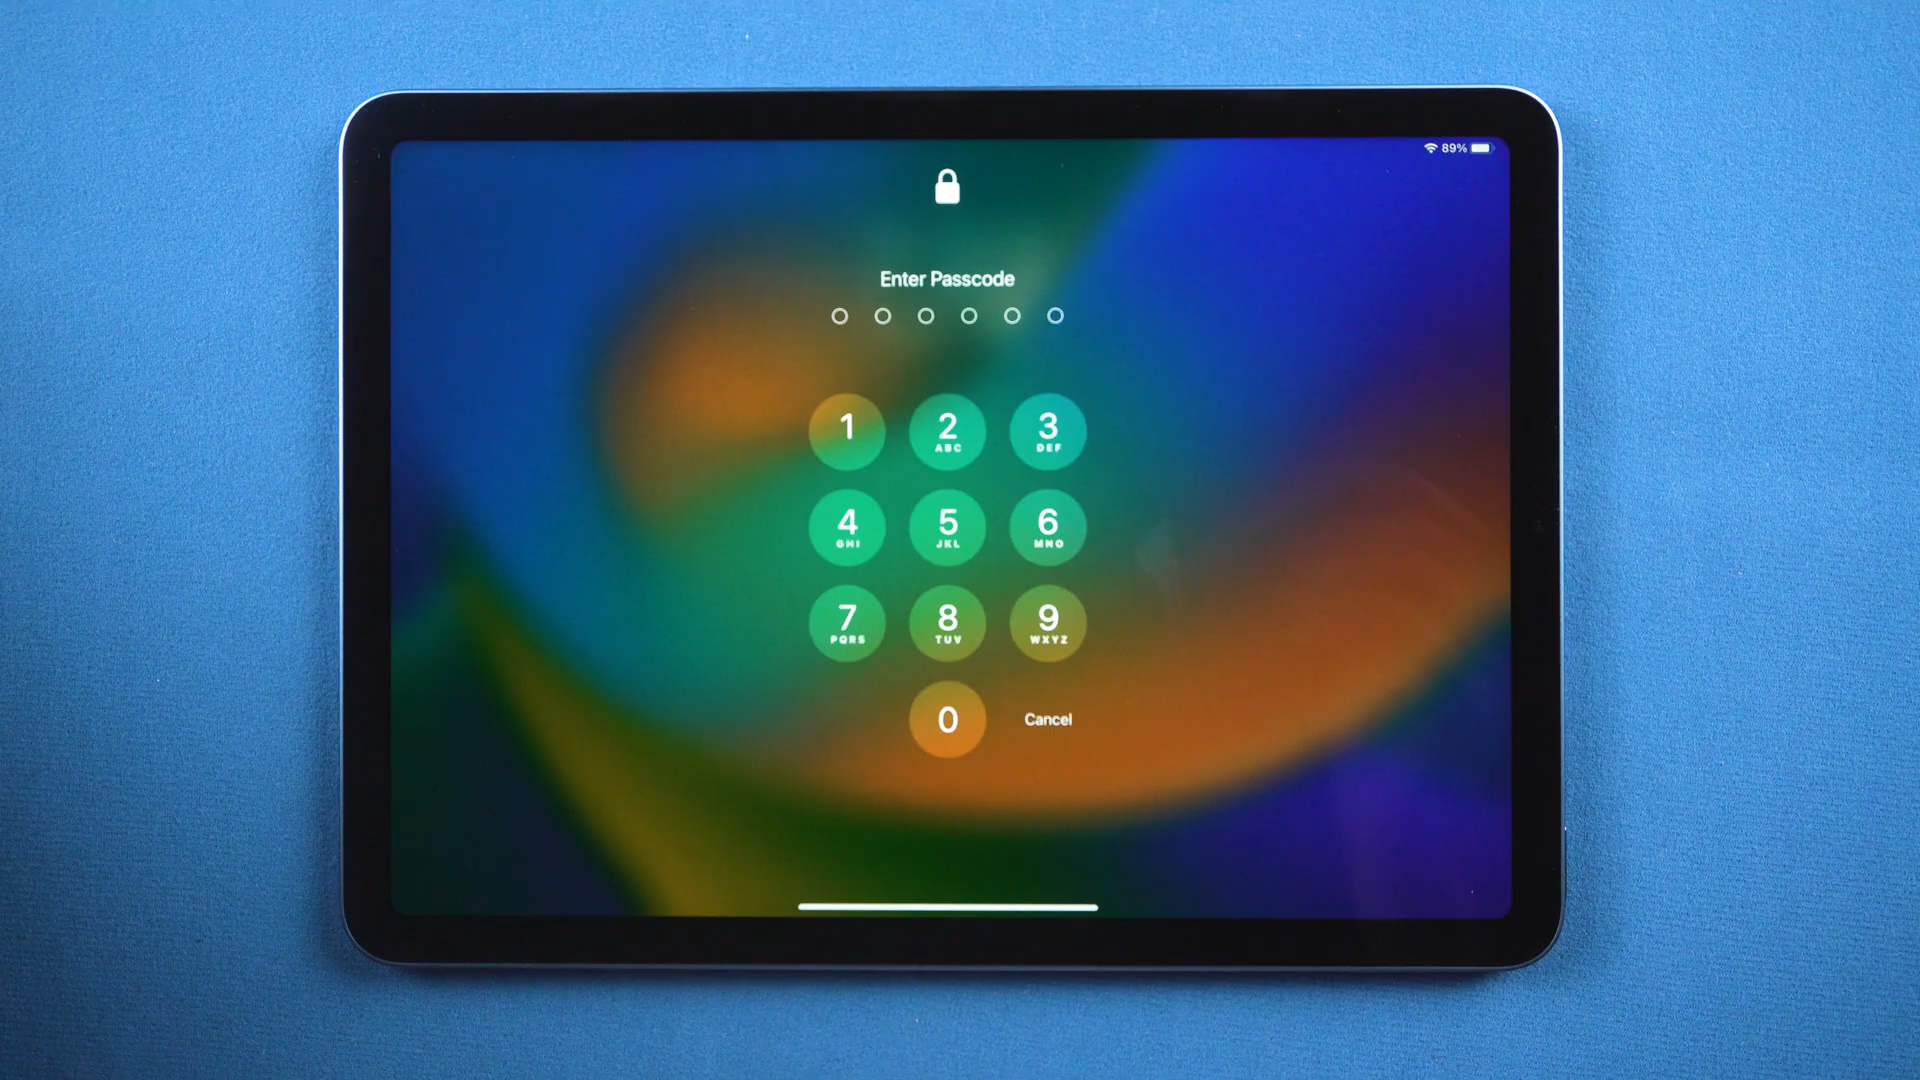 89%
Enter Passcode
1 2 3
ABC DEF
4 5 6
GHI JKL MNO
7 8 9
PQRS TUV WXYZ
0 Cancel